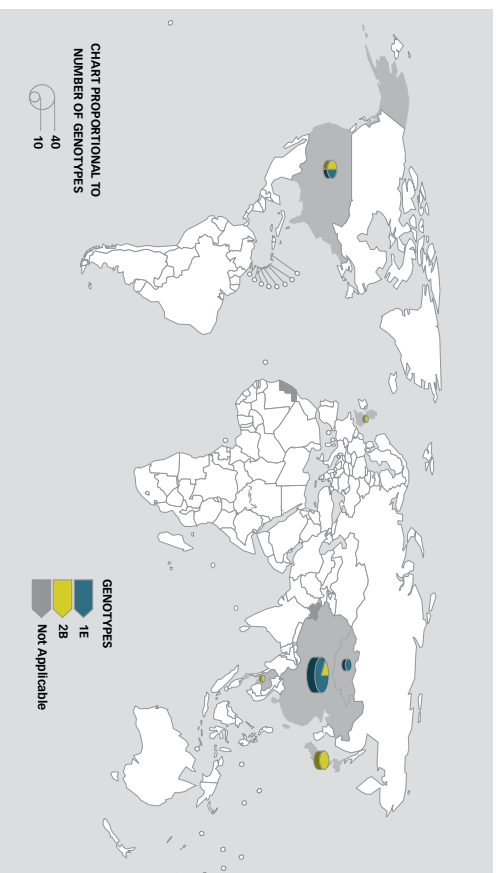 CHART PROPORTIONAL TO
NUMBER OF GENOTYPES
40
10
GENOTYPES
1E
2B
Not Applicable